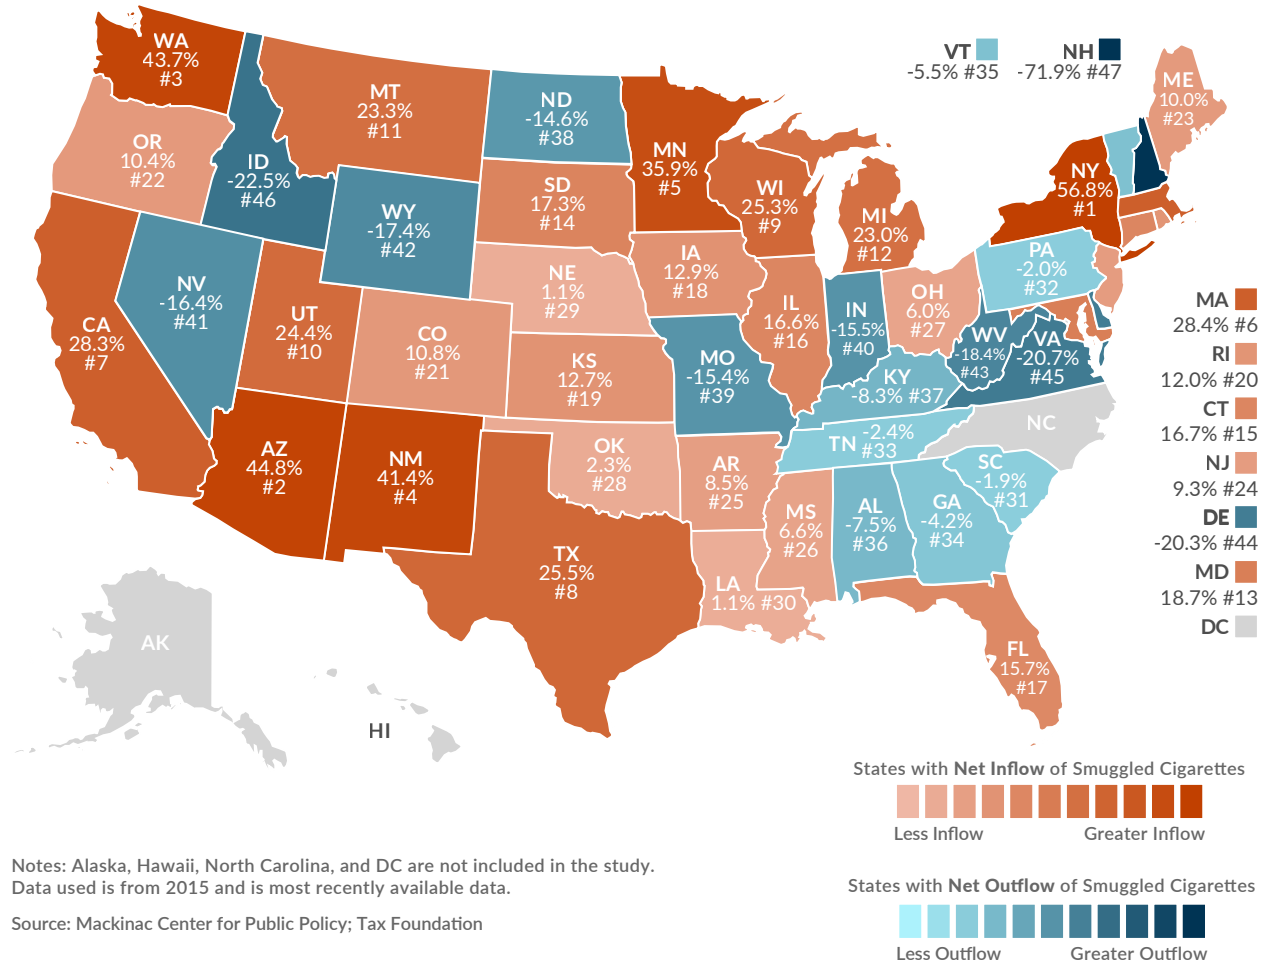 WA
43.7%
#3
MT
23.3%
#11
ND
-14.6%
#38
VT
-5.5% #35
NH
-71.9% #47
ME
10.0%
#23
OR
10.4%
#22
ID
-22.5%
#46
MN
35.9%
#5
SD
17.3%
#14
WI
25.3%
#9
NY
56.8%
#1
WY
-17.4%
#42
MI
23.0%
#12
NV
-16.4%
#41
NE
1.1%
#29
IA
12.9%
#18
PA
-2.0%
#32
CA
28.3%
#7
UT
24.4%
#10
CO
10.8%
#21
IL
16.6%
#16
IN
-15.5%
#40
OH
6.0%
#27
MO
-15.4%
#39
KS
12.7%
#19
WV
-18.4%
#43
VA
-20.7%
#45
KY
-8.3% #37
MA
28.4% #6
RI
12.0% #20
CT
16.7% #15
NJ
9.3% #24
DE
-20.3% #44
MD
18.7% #13
DC
AZ
44.8%
#2
NM
41.4%
#4
OK
2.3%
#28
AR
8.5%
#25
TN
-2.4%
#33
NC
SC
-1.9%
#31
MS
6.6%
#26
AL
-7.5%
#36
GA
-4.2%
#34
TX
25.5%
#8
LA
1.1% #30
FL
15.7%
#17
AK
HI
States with Net Inflow of Smuggled Cigarettes
Less Inflow
Greater Inflow
States with Net Outflow of Smuggled Cigarettes
Less Outflow
Greater Outflow
Notes: Alaska, Hawaii, North Carolina, and DC are not included in the study.
Data used is from 2015 and is most recently available data.
Source: Mackinac Center for Public Policy; Tax Foundation